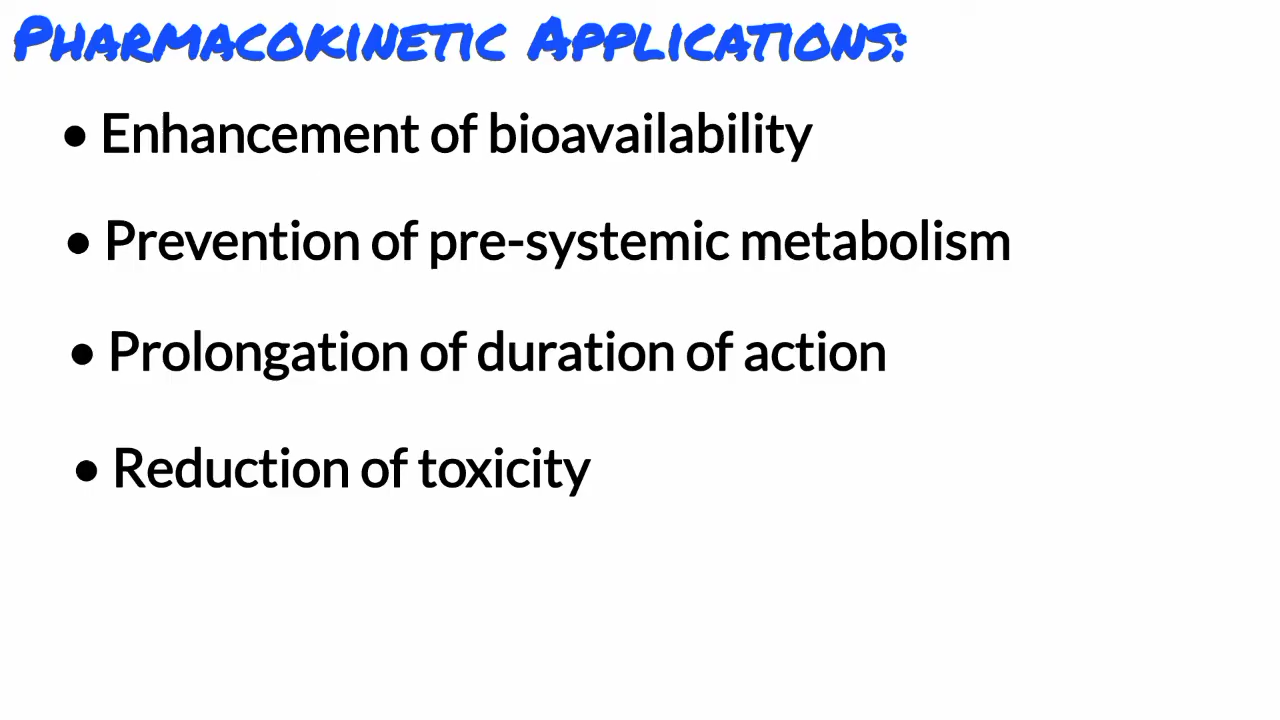 Pharmacokinetic Applications:
• Enhancement of bioavailability
• Prevention of pre-systemic metabolism
• Prolongation of duration of action
• Reduction of toxicity